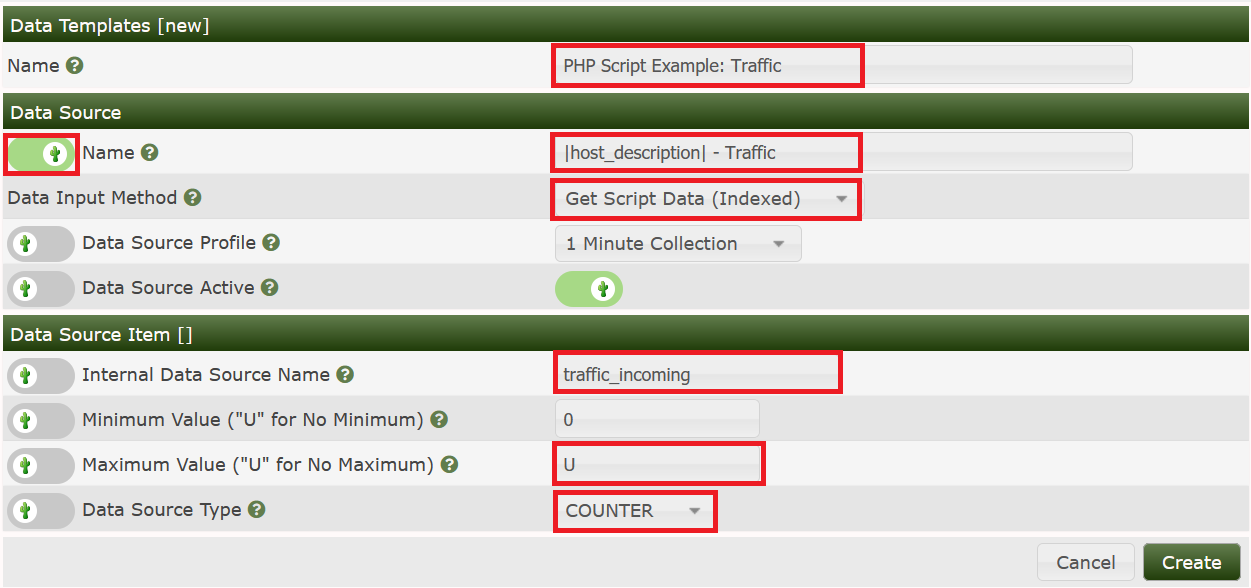 Data Templates [new]
Name PHP Script Example: Traffic
Data Source
Name |host_description| - Traffic
Data Input Method Get Script Data (Indexed)
Data Source Profile 1 Minute Collection
Data Source Active
Data Source Item []
Internal Data Source Name traffic_incoming
Minimum Value ("U" for No Minimum) 0
Maximum Value ("U" for No Maximum) U
Data Source Type COUNTER
Cancel Create